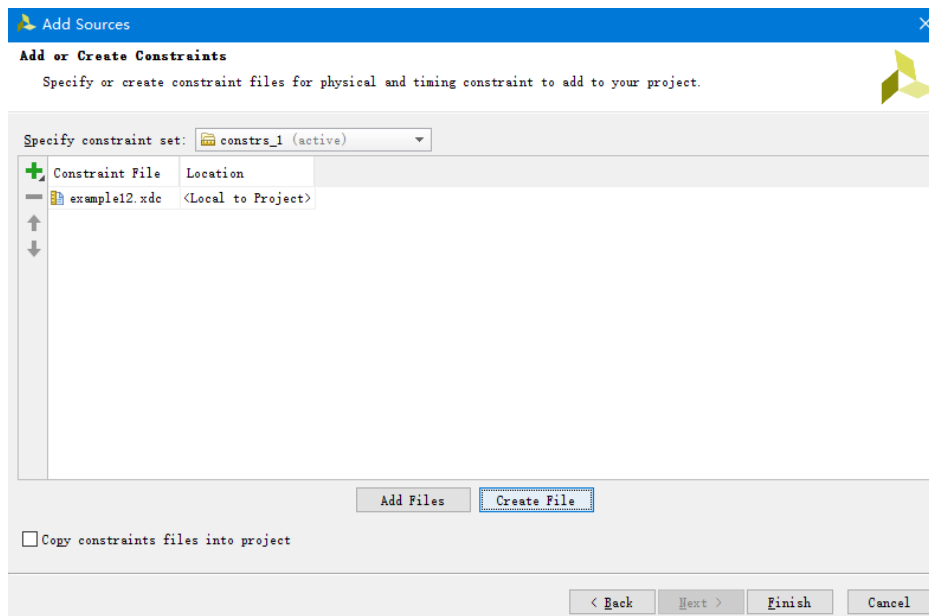 Add Sources
Add or Create Constraints
Specify or create constraint files for physical and timing constraint to add to your project.
Specify constraint set: constrs_1 (active)
Constraint File Location
example12.xdc <Local to Project>
Add Files Create File
Copy constraints files into project
< Back Next > Finish Cancel